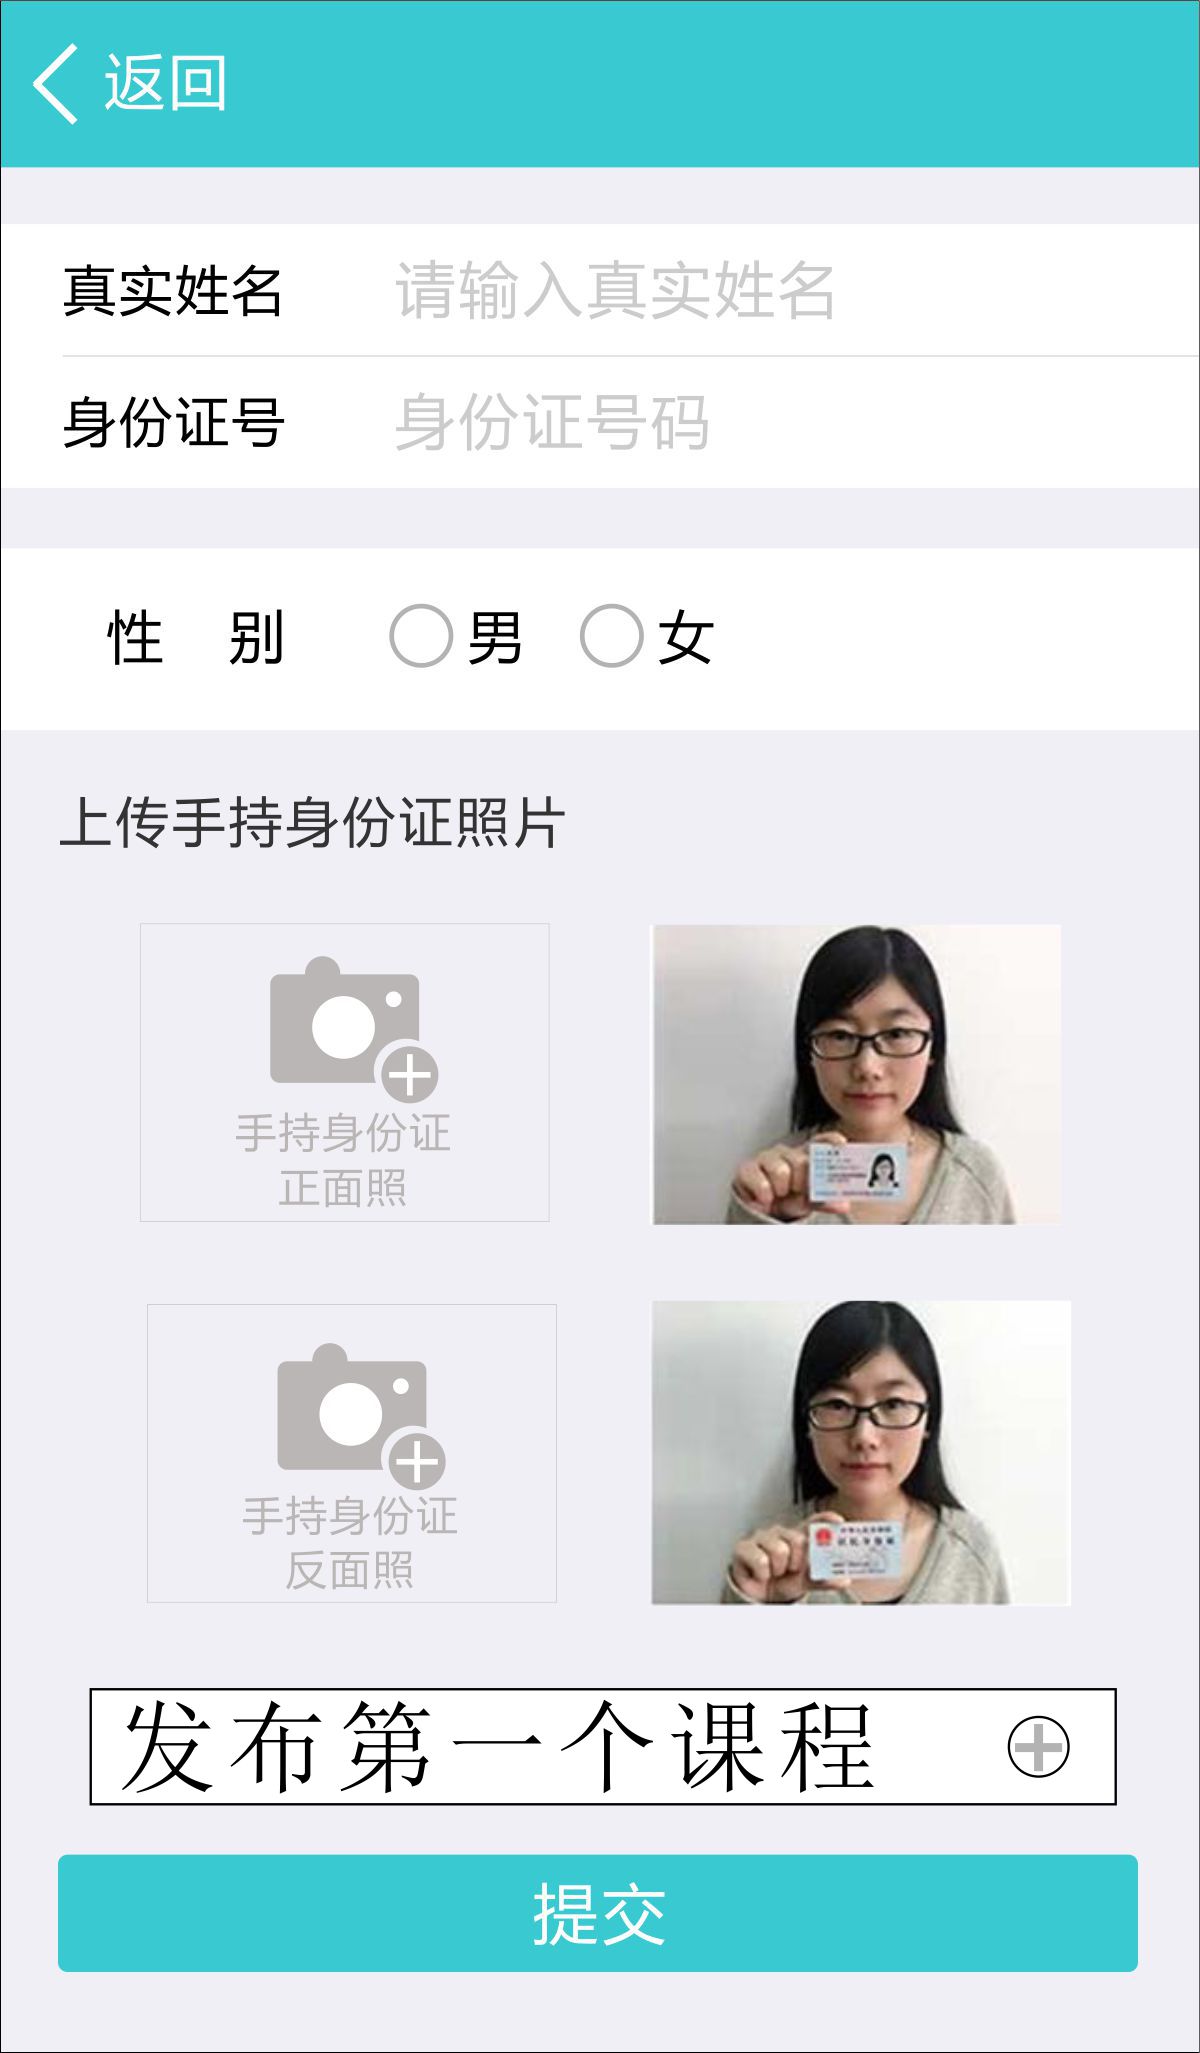 返回
真实姓名 请输入真实姓名
身份证号 身份证号码
性 别 男 女
上传手持身份证照片
手持身份证
正面照
手持身份证
反面照
发布第一个课程
提交